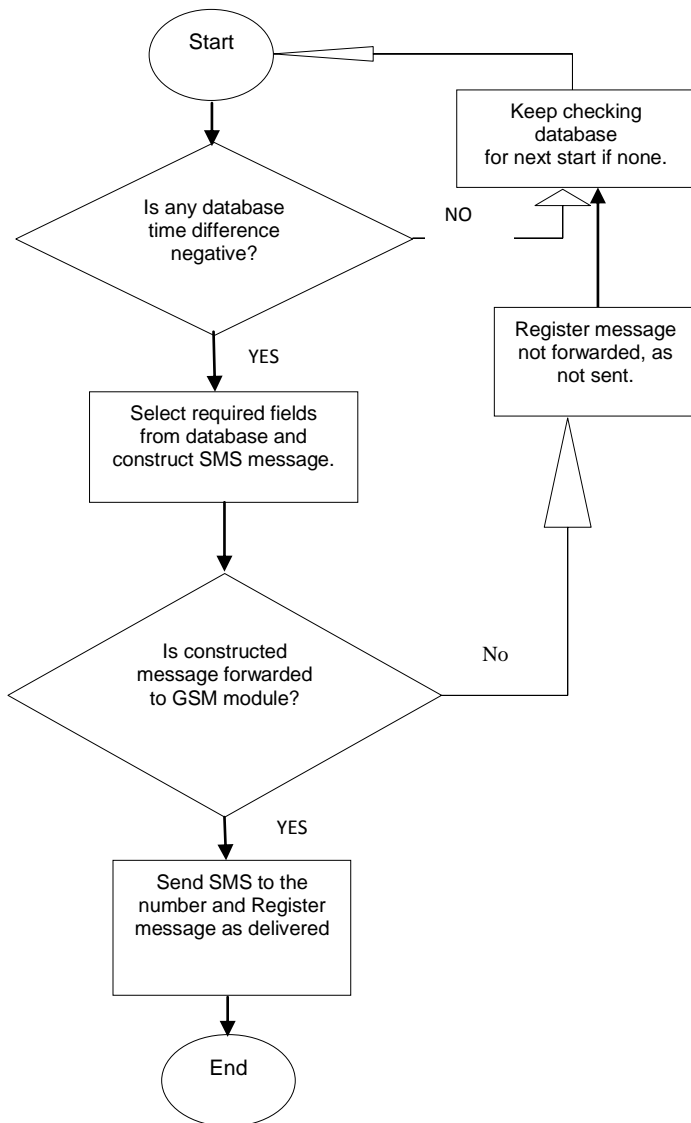 Start
Keep checking
database
for next start if none.
Is any database
time difference
negative?
NO
Register message
not forwarded, as
not sent.
YES
Select required fields
from database and
construct SMS message.
Is constructed
message forwarded
to GSM module?
No
YES
Send SMS to the
number and Register
message as delivered
End